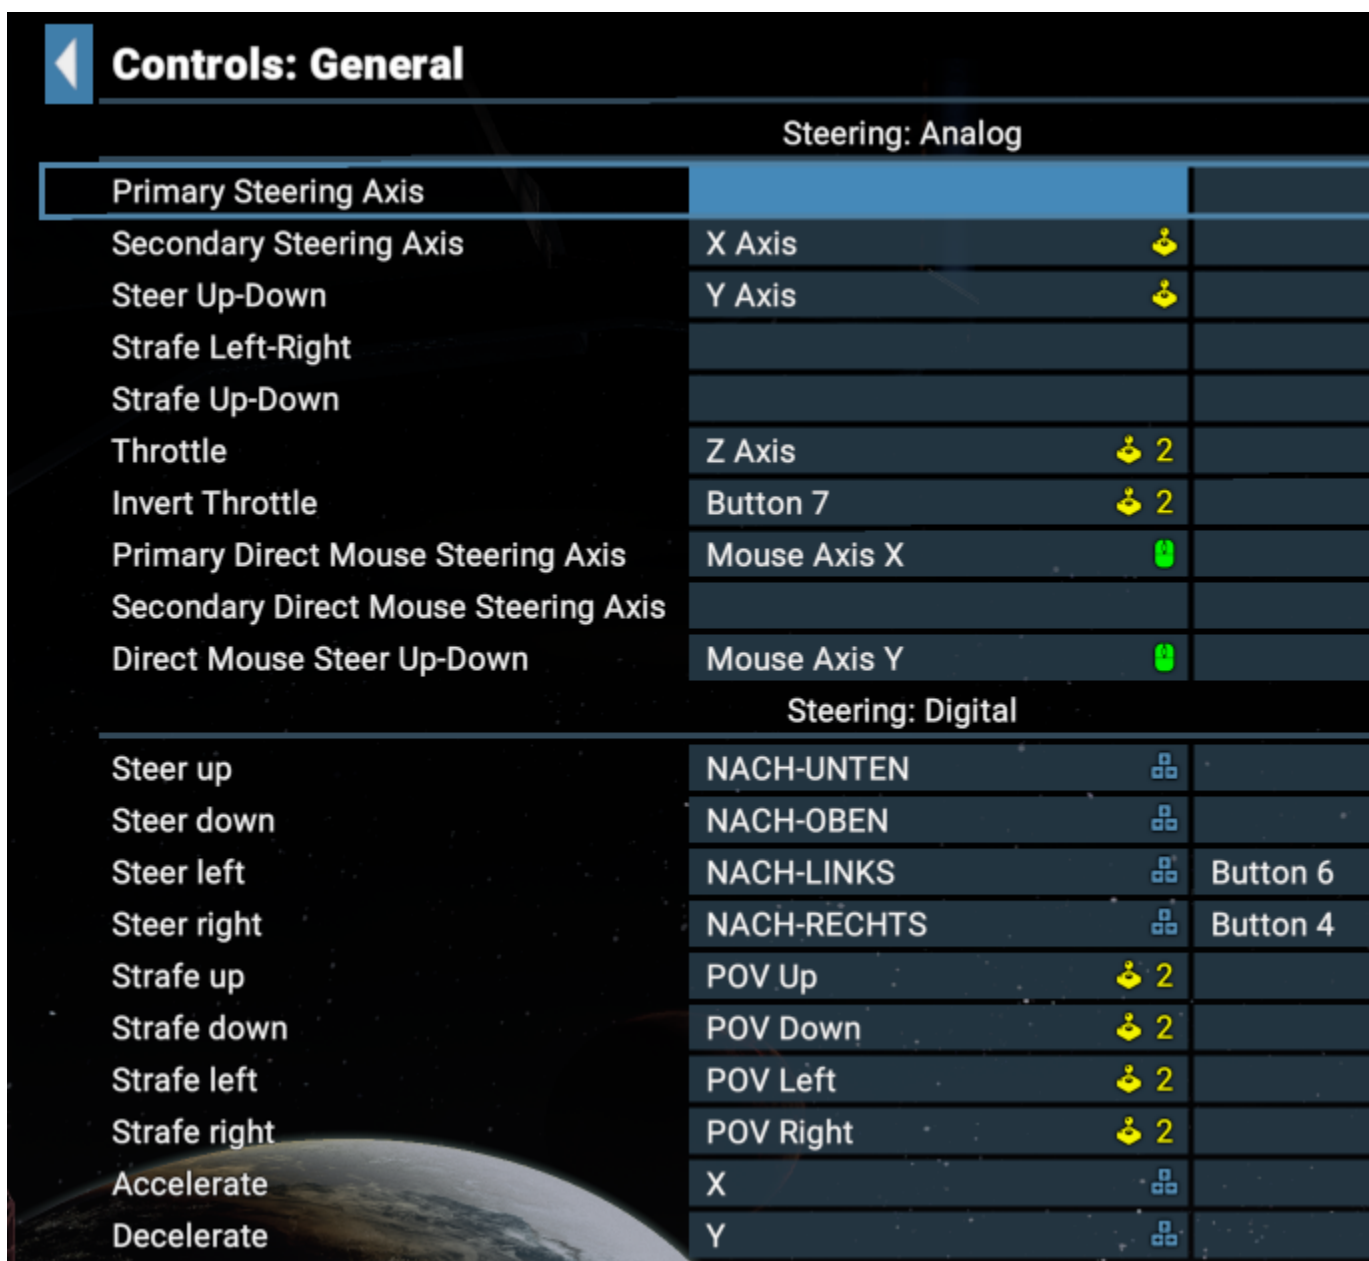 Controls: General
Steering: Analog
Primary Steering Axis
Secondary Steering Axis X Axis
Steer Up-Down Y Axis
Strafe Left-Right
Strafe Up-Down
Throttle Z Axis 2
Invert Throttle Button 7 2
Primary Direct Mouse Steering Axis Mouse Axis X
Secondary Direct Mouse Steering Axis
Direct Mouse Steer Up-Down Mouse Axis Y
Steering: Digital
Steer up NACH-UNTEN
Steer down NACH-OBEN
Steer left NACH-LINKS Button 6
Steer right NACH-RECHTS Button 4
Strafe up POV Up 2
Strafe down POV Down 2
Strafe left POV Left 2
Strafe right POV Right 2
Accelerate X
Decelerate Y